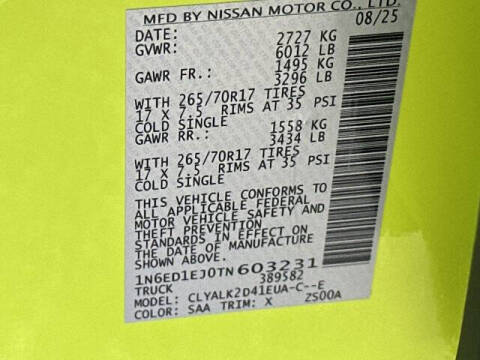 MFD BY NISSAN MOTOR CO., LTD.
DATE: 08/25
GVWR: 2727 KG
6012 LB
GAWR FR.: 1495 KG
3296 LB
WITH 265/70R17 TIRES
17 X 7.5 RIMS AT 35 PSI
COLD SINGLE
GAWR RR.: 1558 KG
3434 LB
WITH 265/70R17 TIRES
17 X 7.5 RIMS AT 35 PSI
COLD SINGLE
THIS VEHICLE CONFORMS TO
ALL APPLICABLE FEDERAL
MOTOR VEHICLE SAFETY AND
THEFT PREVENTION
STANDARDS IN EFFECT ON
THE DATE OF MANUFACTURE
SHOWN ABOVE.
1N6ED1EJ0TN603231
TRUCK 389582
MODEL: CLYALK2D41EUA-C--E
COLOR: SAA TRIM: X ZS00A